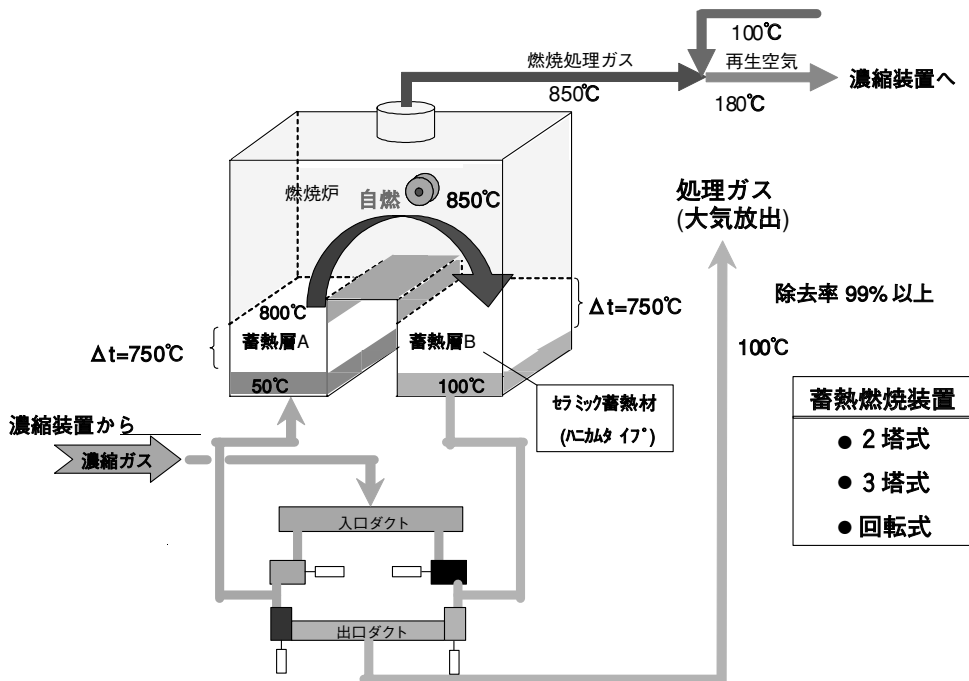 100℃
燃焼処理ガス
再生空気
濃縮装置へ
850℃
180℃
燃焼炉
自燃
850℃
処理ガス
(大気放出)
800℃
蓄熱層A
蓄熱層B
Δt=750℃
Δt=750℃
除去率 99% 以上
50℃
100℃
100℃
セラミック蓄熱材
(ハニカムタイプ)
濃縮装置から
濃縮ガス
入口ダクト
出口ダクト
蓄熱燃焼装置
● 2 塔式
● 3 塔式
● 回転式